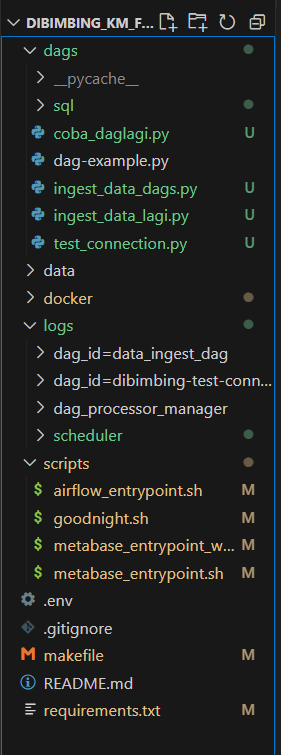 DIBIMBING_KM_F...
dags
__pycache__
sql
coba_daglagi.py U
dag-example.py
ingest_data_dags.py U
ingest_data_lagi.py U
test_connection.py U
data
docker
logs
dag_id=data_ingest_dag
dag_id=dibimbing-test-conn...
dag_processor_manager
scheduler
scripts
airflow_entrypoint.sh M
goodnight.sh M
metabase_entrypoint_w... M
metabase_entrypoint.sh M
.env
.gitignore
makefile M
README.md
requirements.txt M